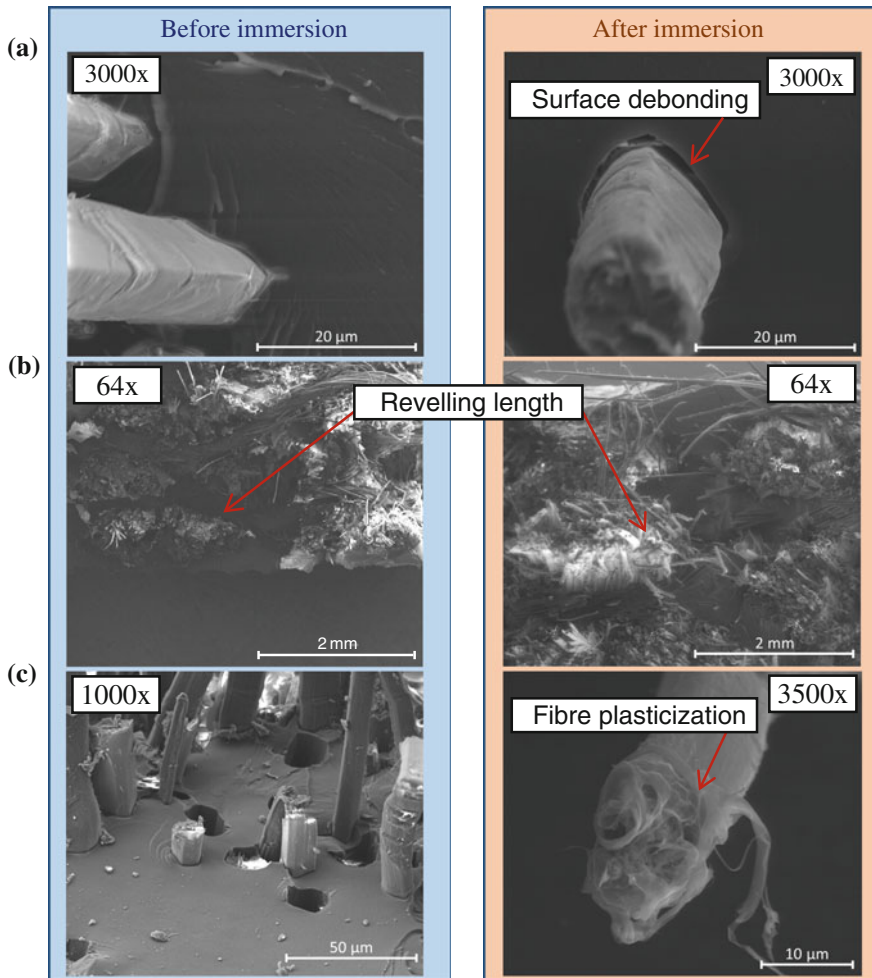 Before immersion
After immersion
(a)
3000x
3000x
Surface debonding
20 µm
20 µm
(b)
64x
64x
Revelling length
2 mm
2 mm
(c)
1000x
3500x
Fibre plasticization
50 µm
10 µm